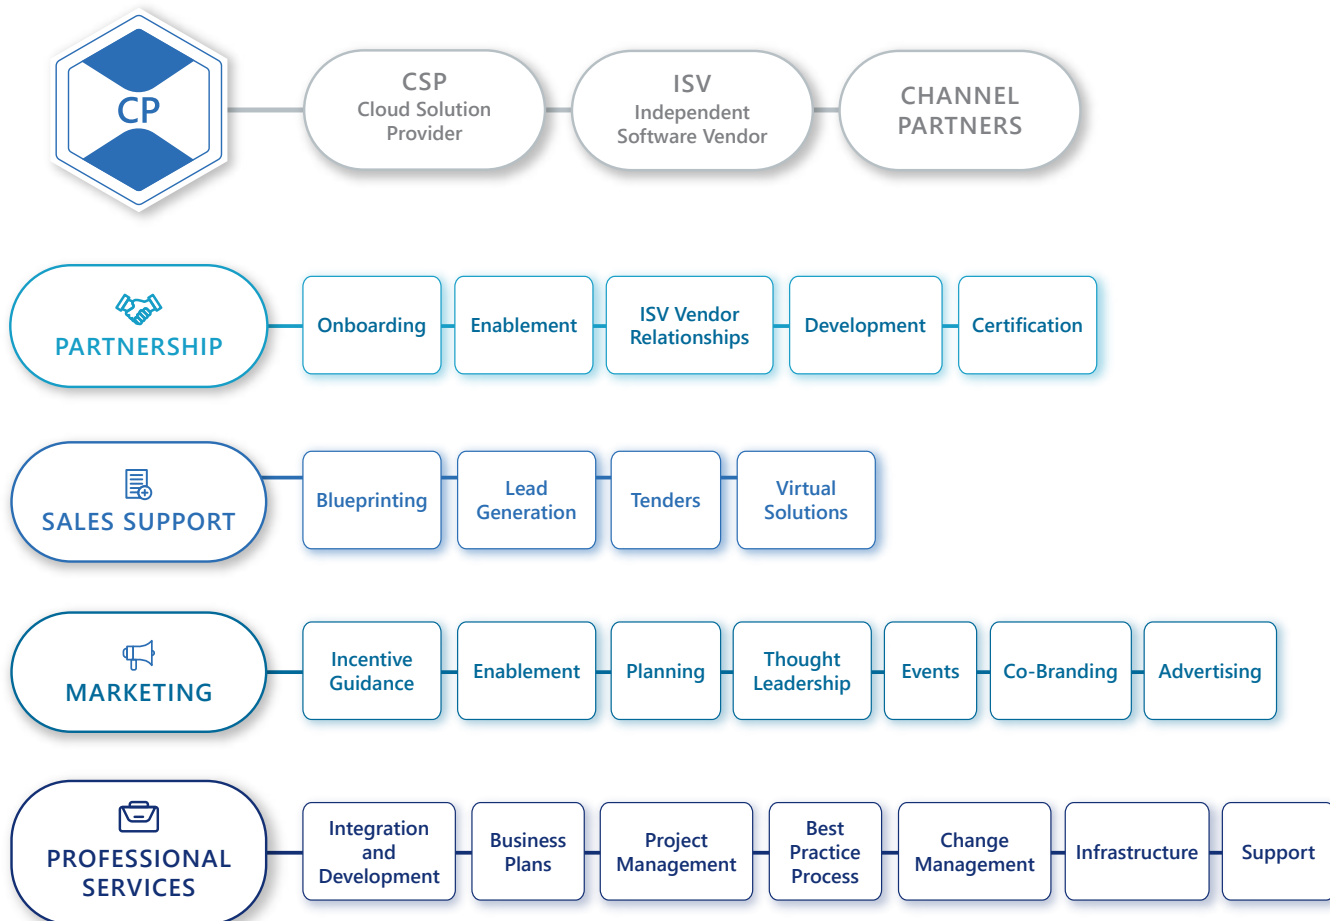 CP
CSP
Cloud Solution
Provider
ISV
Independent
Software Vendor
CHANNEL
PARTNERS
PARTNERSHIP
Onboarding
Enablement
ISV Vendor
Relationships
Development
Certification
SALES SUPPORT
Blueprinting
Lead
Generation
Tenders
Virtual
Solutions
MARKETING
Incentive
Guidance
Enablement
Planning
Thought
Leadership
Events
Co-Branding
Advertising
PROFESSIONAL
SERVICES
Integration
and
Development
Business
Plans
Project
Management
Best
Practice
Process
Change
Management
Infrastructure
Support